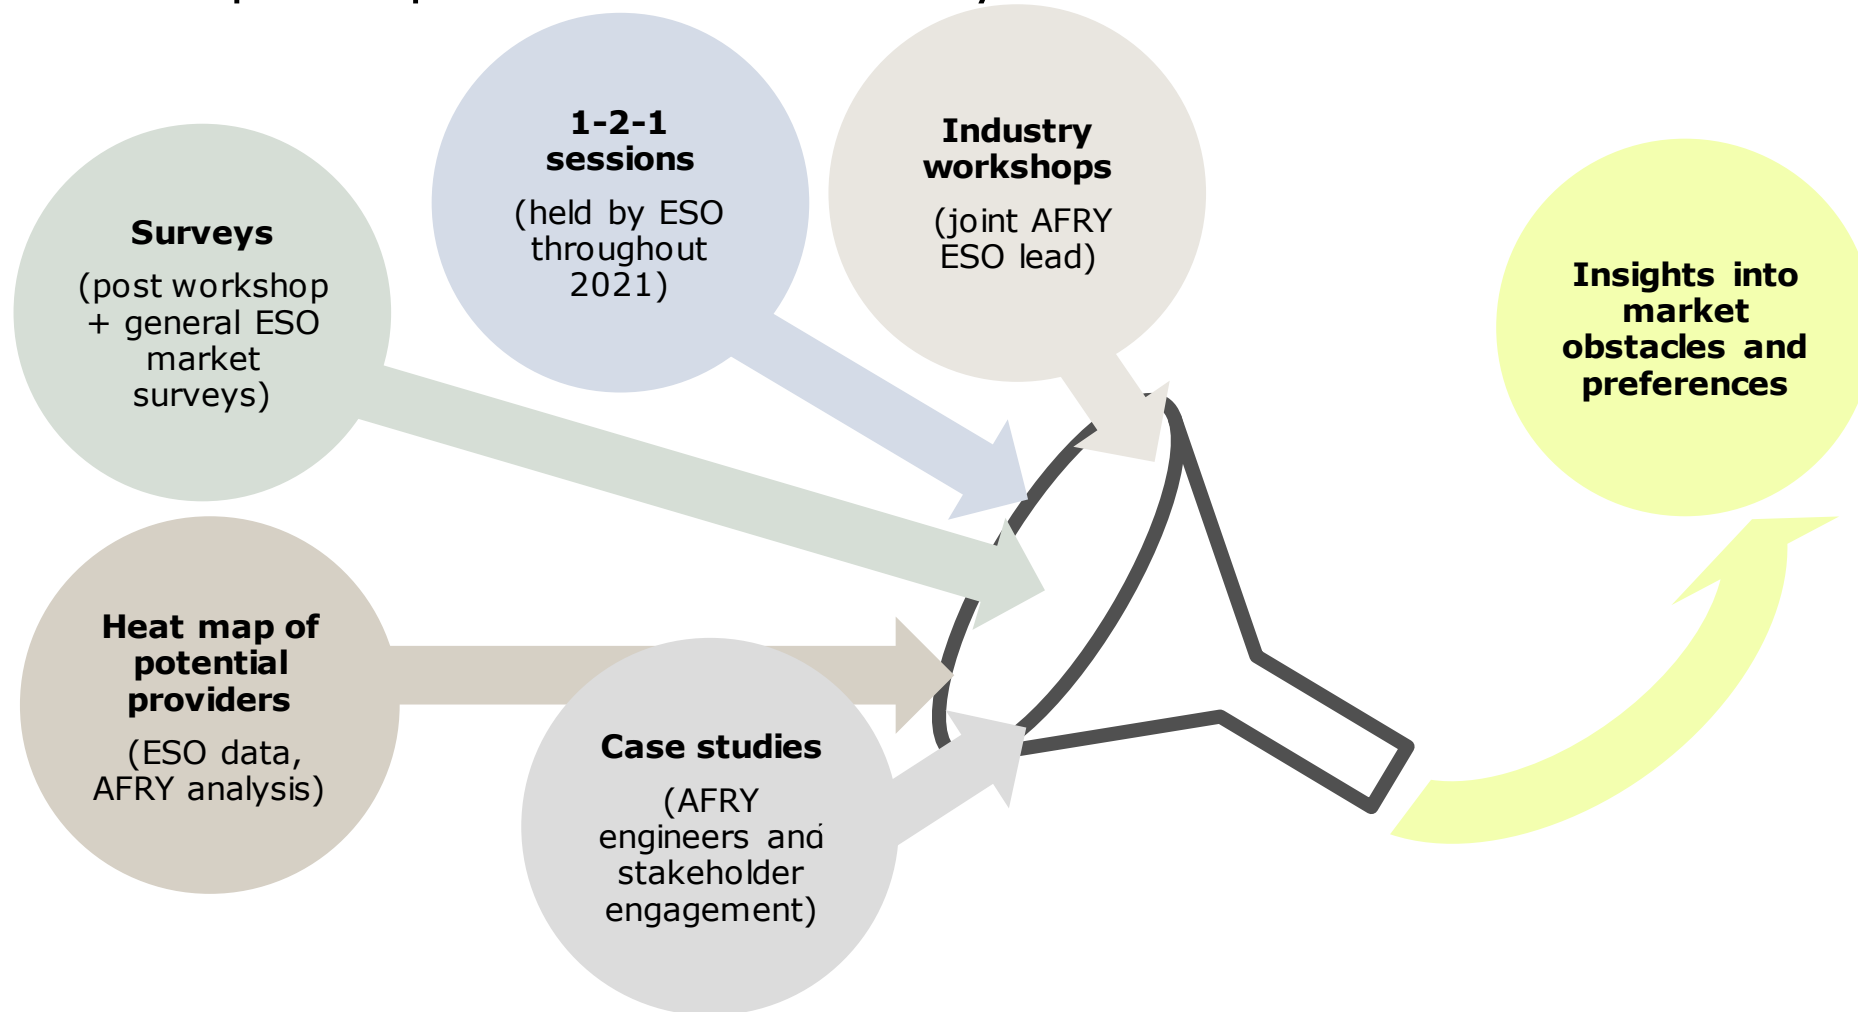 1-2-1
sessions
(held by ESO
throughout
2021)
Industry
workshops
(joint AFRY
ESO lead)
Surveys
(post workshop
+ general ESO
market
surveys)
Insights into
market
obstacles and
preferences
Heat map of
potential
providers
(ESO data,
AFRY analysis)
Case studies
(AFRY
engineers and
stakeholder
engagement)